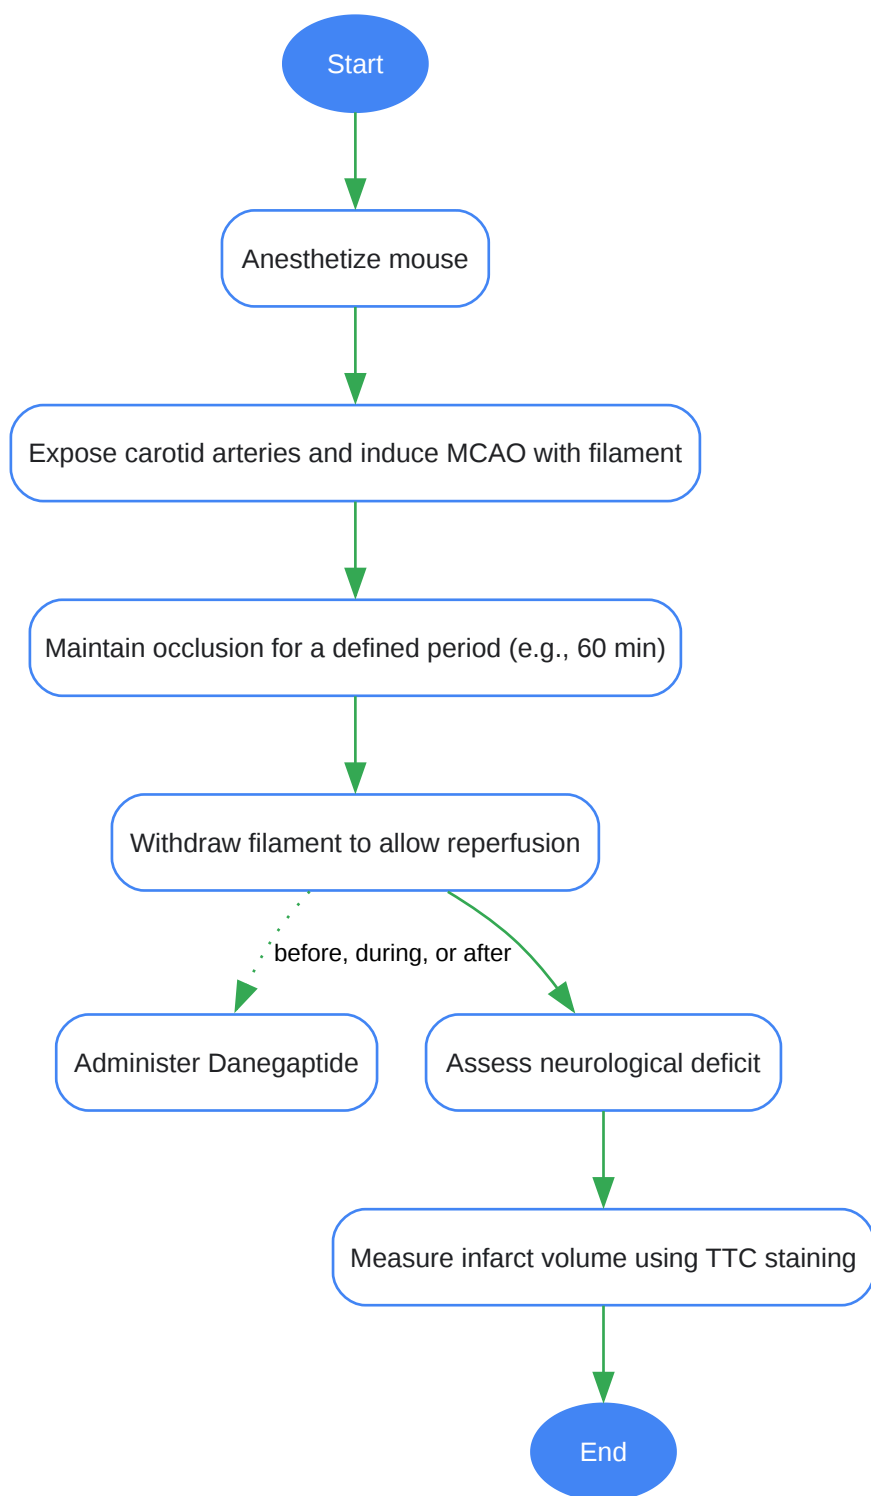 Start
Anesthetize mouse
Expose carotid arteries and induce MCAO with filament
Maintain occlusion for a defined period (e.g., 60 min)
Withdraw filament to allow reperfusion
before, during, or after
Administer Danegaptide
Assess neurological deficit
Measure infarct volume using TTC staining
End